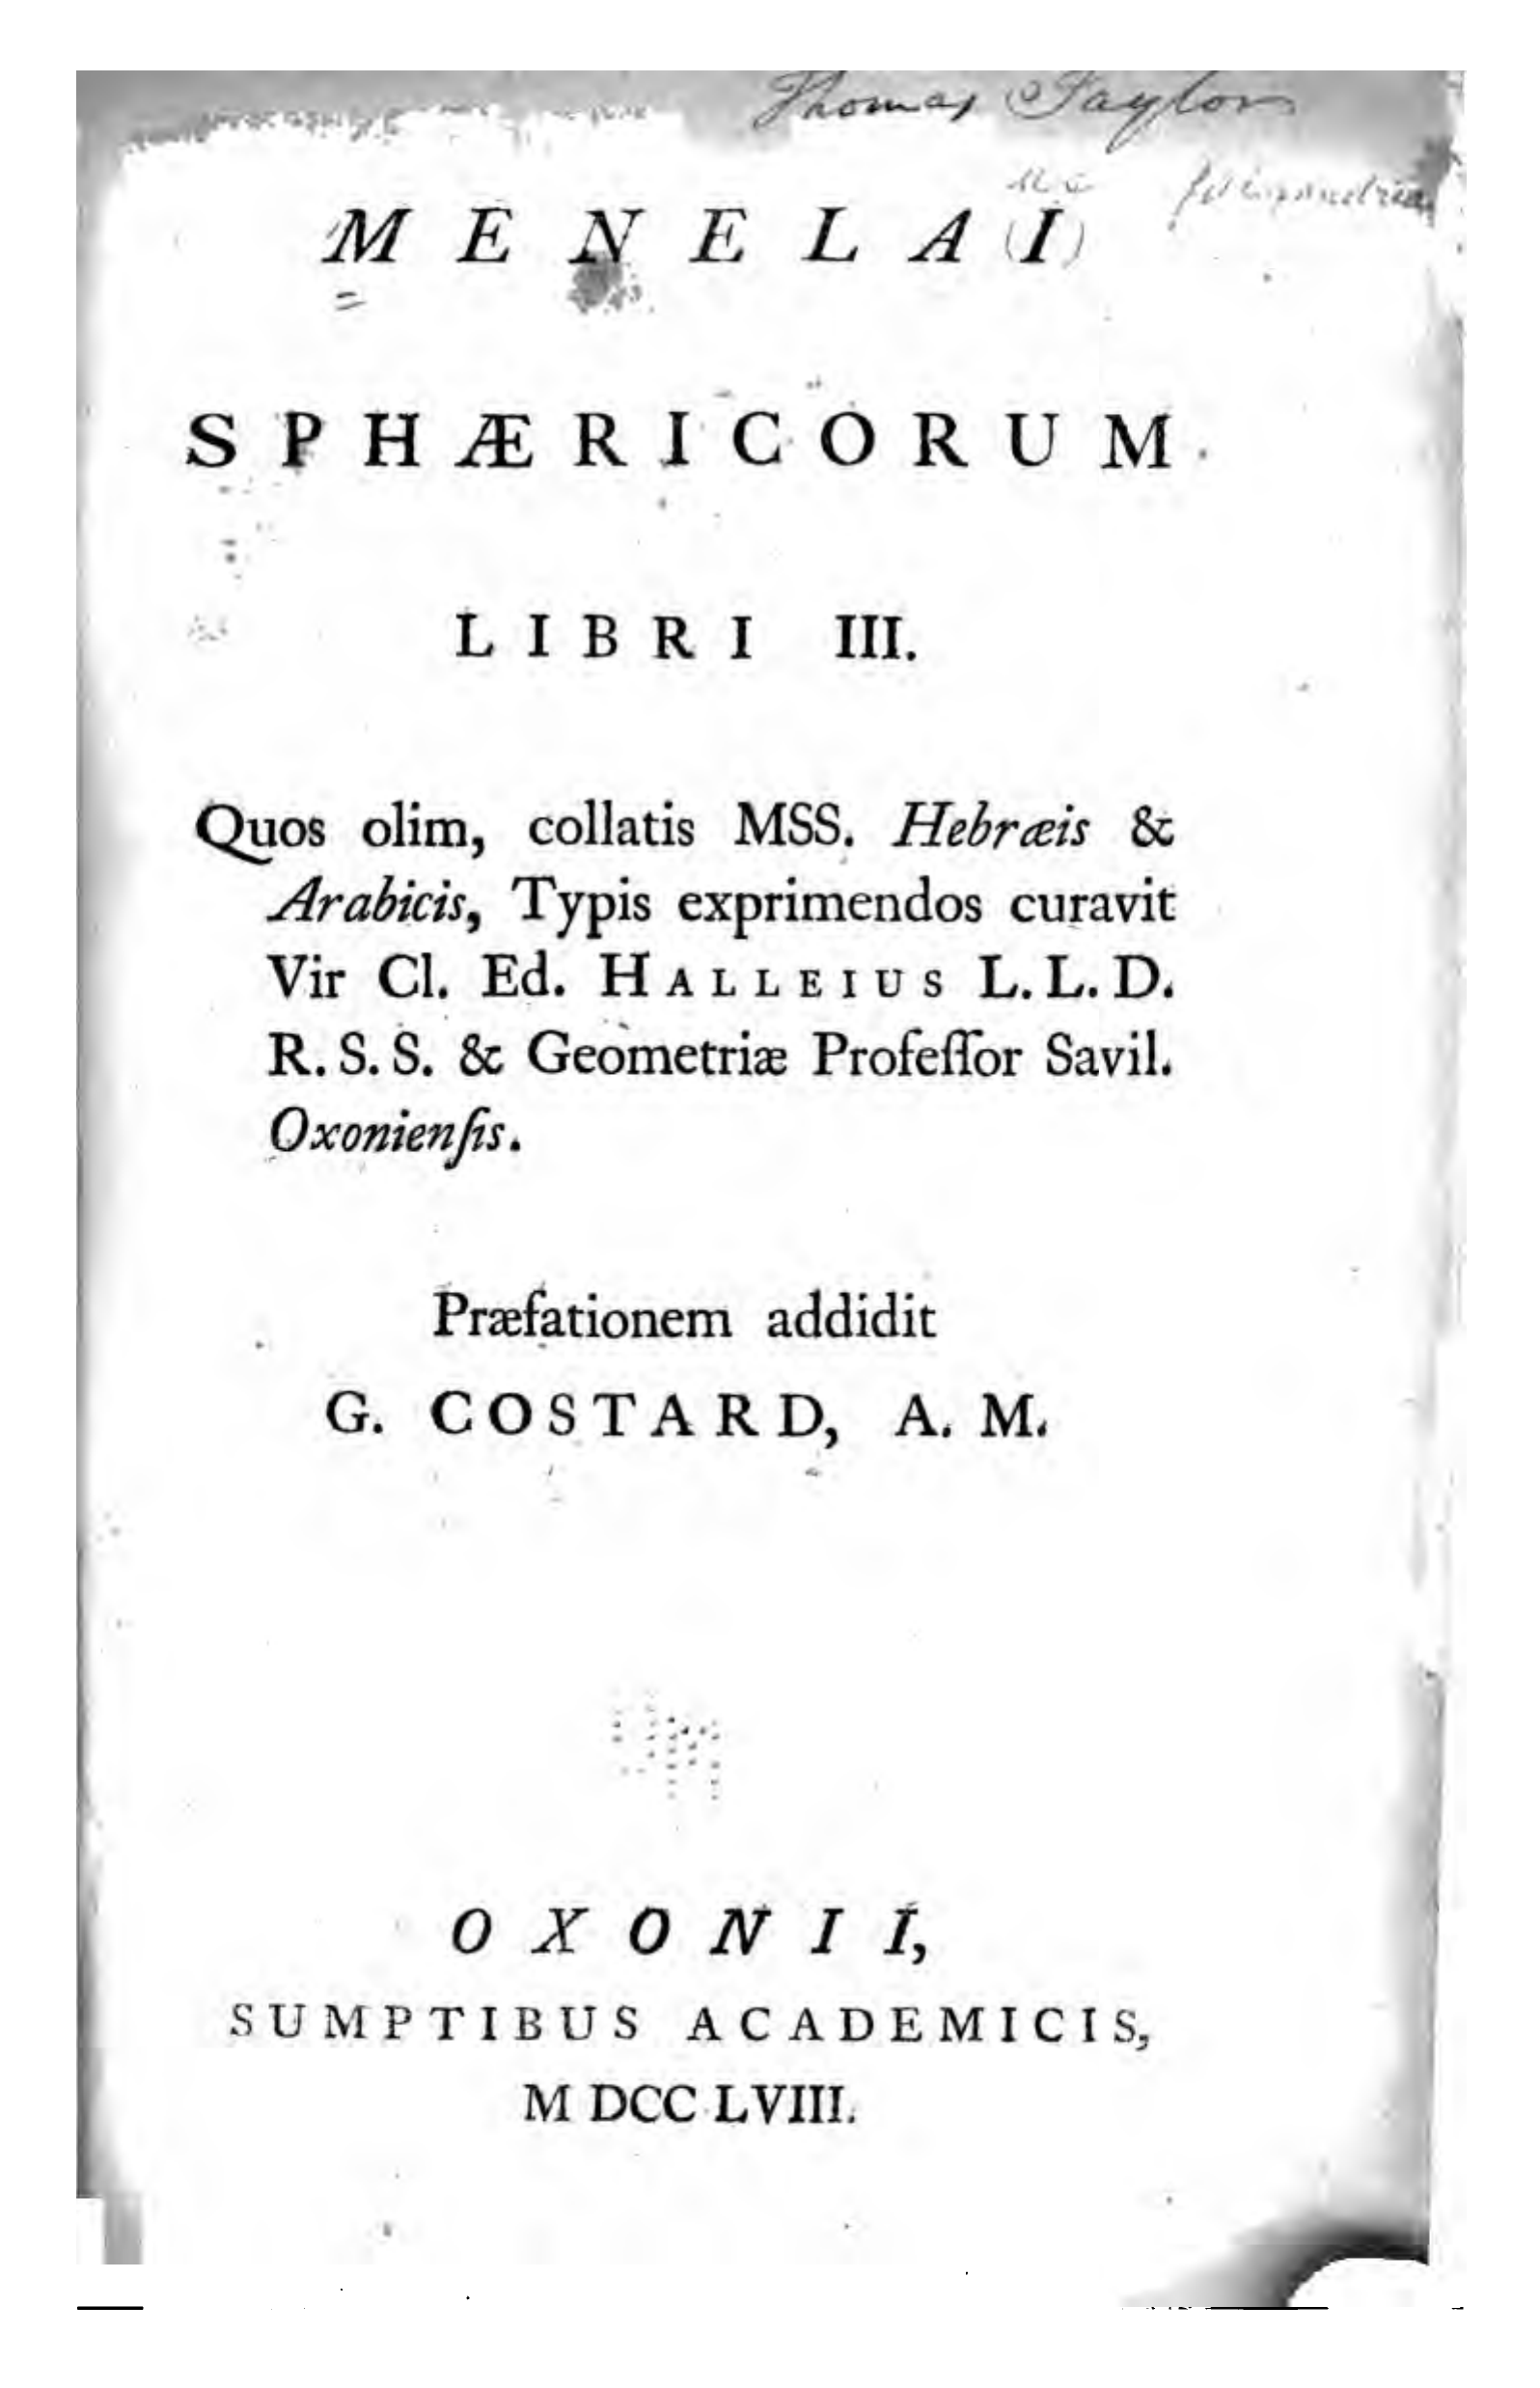 Thomas Taylor
MENELAI
SPHÆRICORUM
LIBRI III.
Quos olim, collatis MSS. Hebræis &
Arabicis, Typis exprimendos curavit
Vir Cl. Ed. HALLEIUS L.L.D.
R.S.S. & Geometriæ Profeſſor Savil.
Oxonienſis.
Præfationem addidit
G. COSTARD, A. M.
OXONII,
SUMPTIBUS ACADEMICIS,
M DCC LVIII.